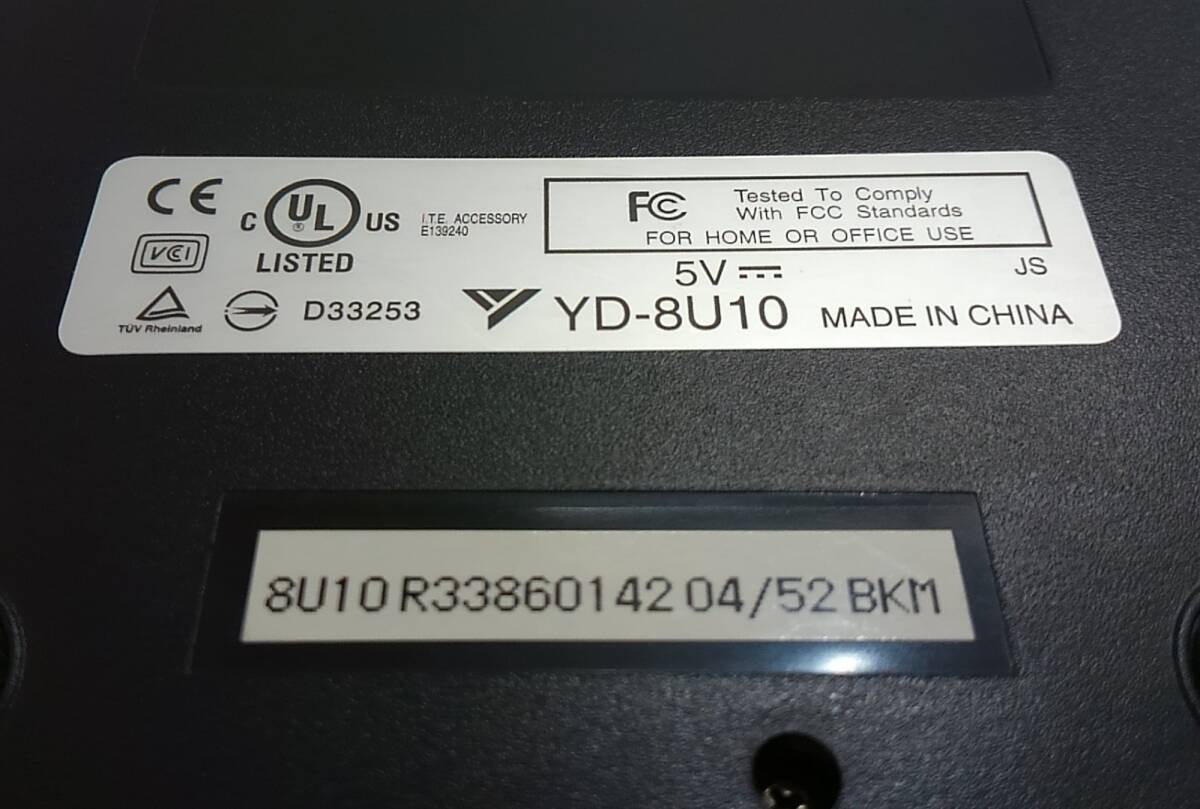 CE
C UL US
®
LISTED
I.T.E. ACCESSORY
E139240
FC Tested To Comply
With FCC Standards
FOR HOME OR OFFICE USE
VCCI
TÜV Rheinland
D33253
5V
JS
YD-8U10
MADE IN CHINA
8U10 R33860142 04/52 BKM